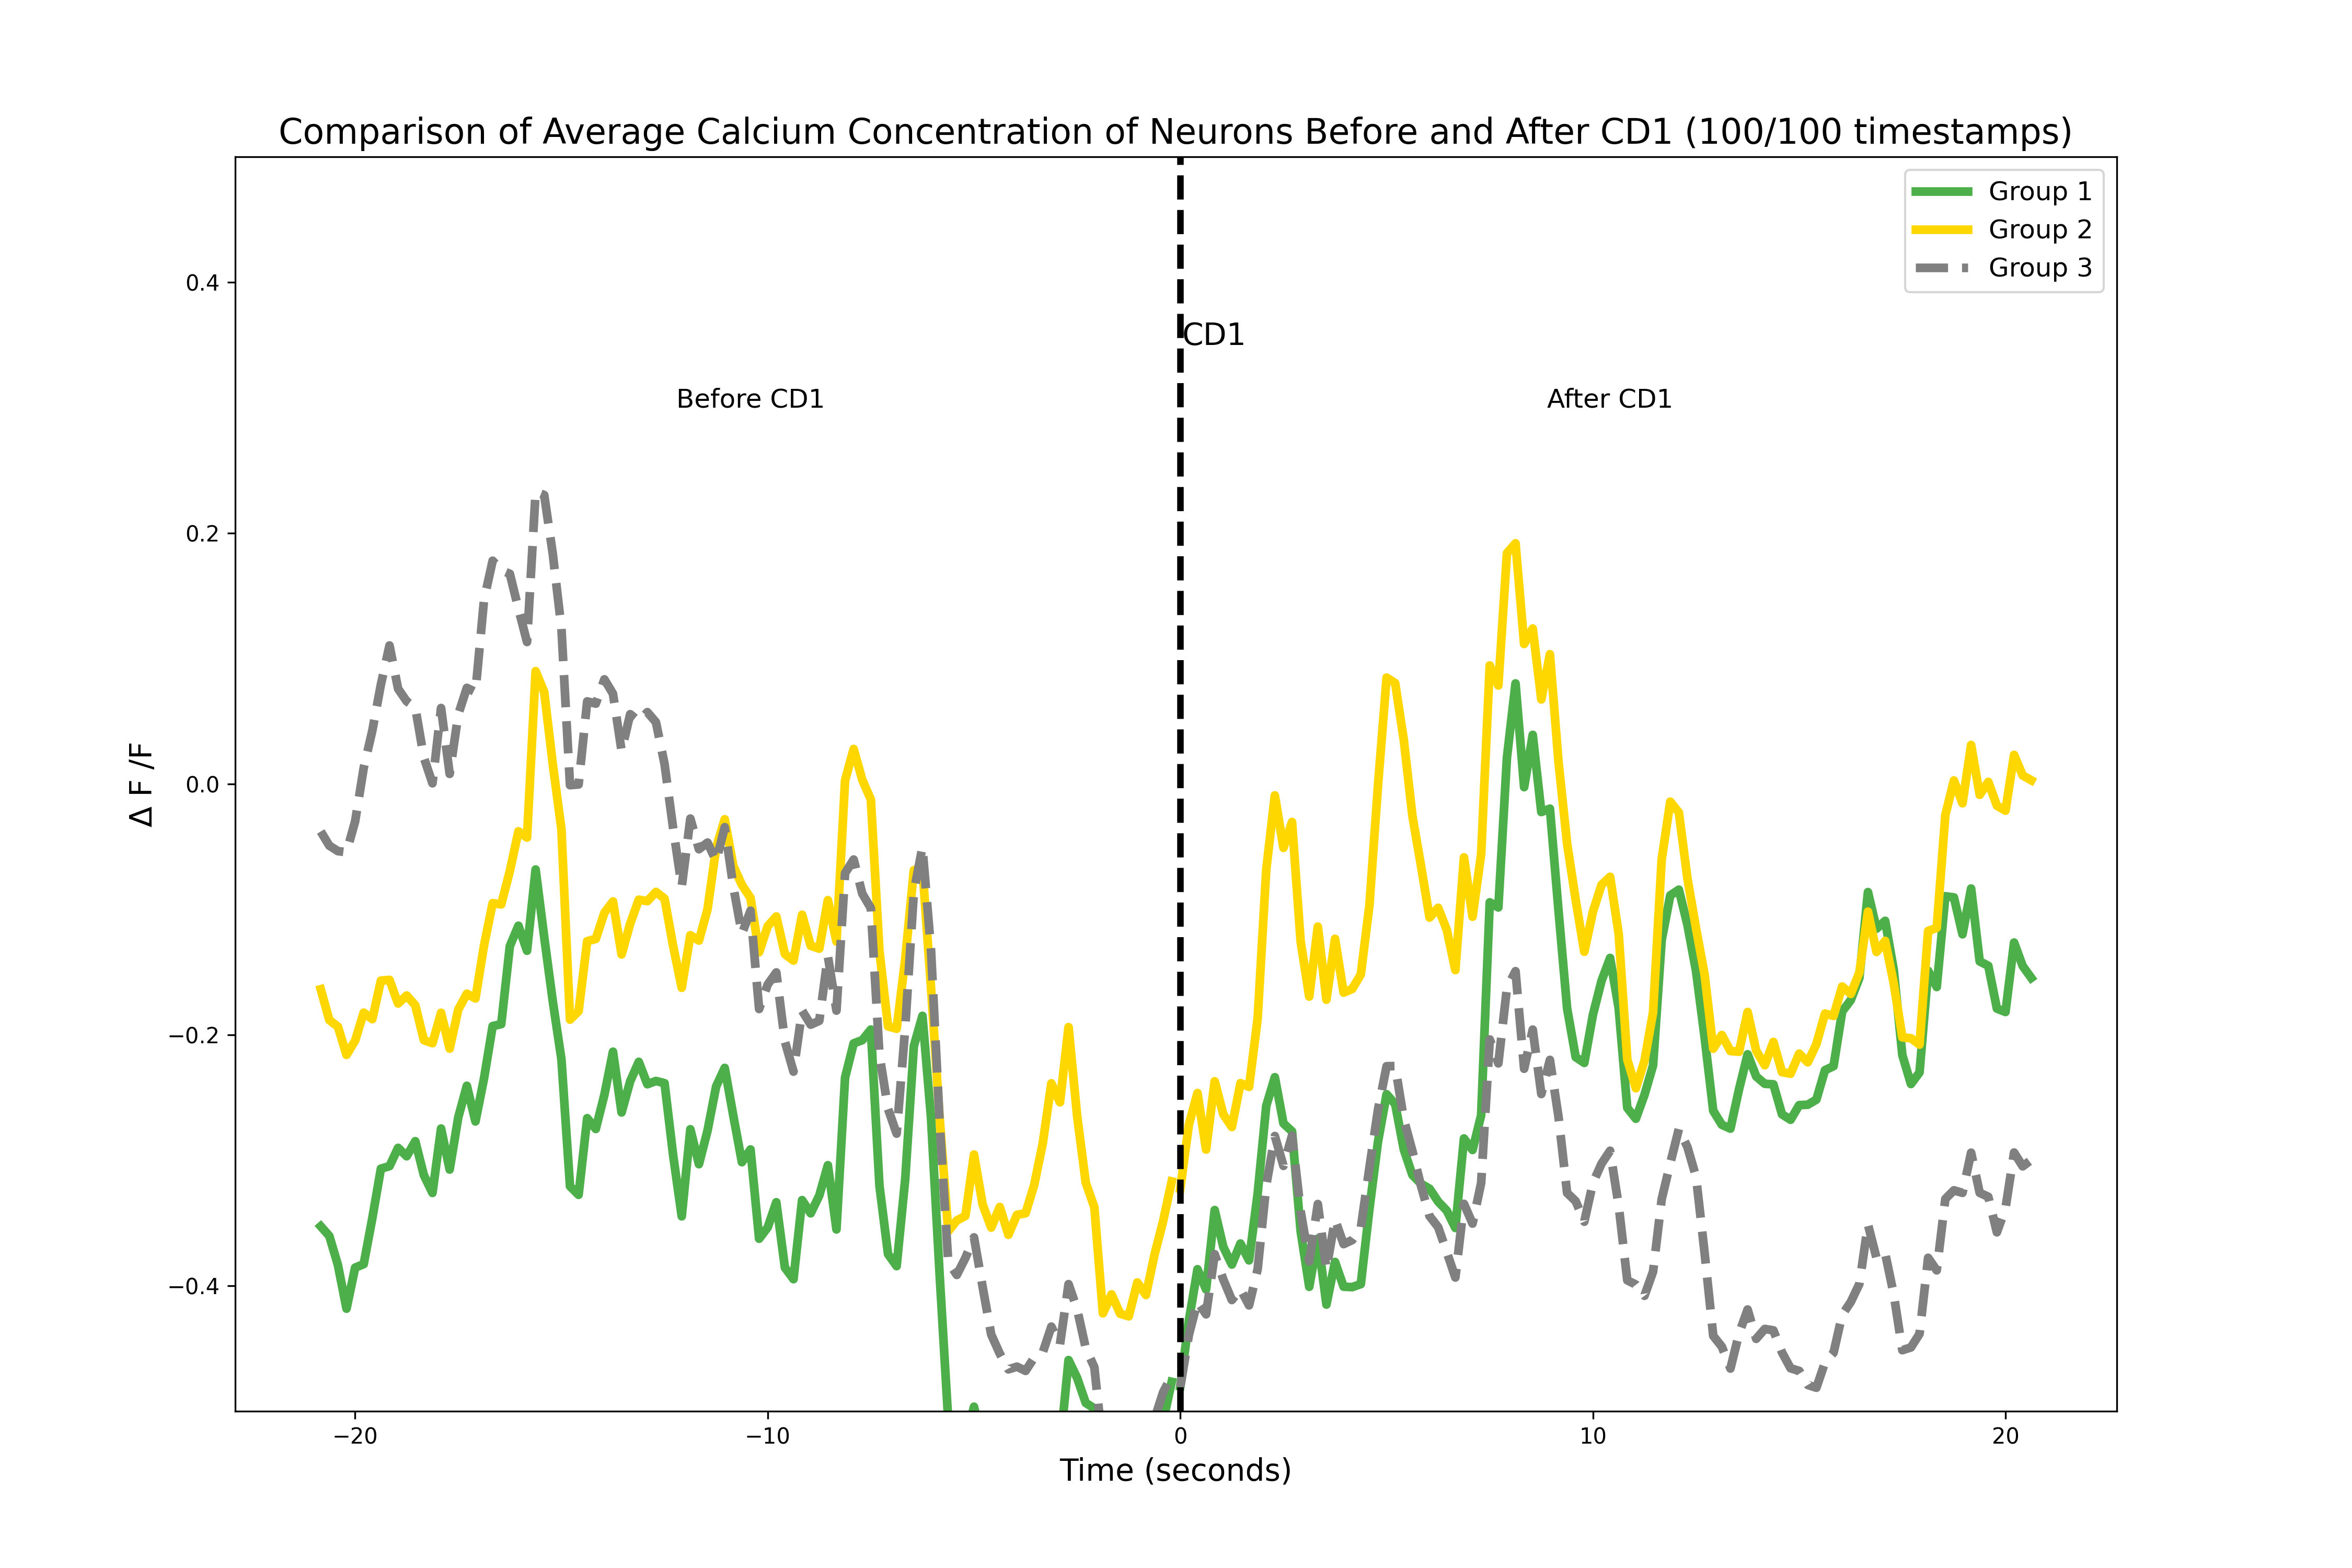 Comparison of Average Calcium Concentration of Neurons Before and After CD1 (100/100 timestamps)
Group 1
Group 2
Group 3
0.4
CD1
Before CD1
After CD1
0.2
Δ F /F
0.0
−0.2
−0.4
−20
−10
0
10
20
Time (seconds)